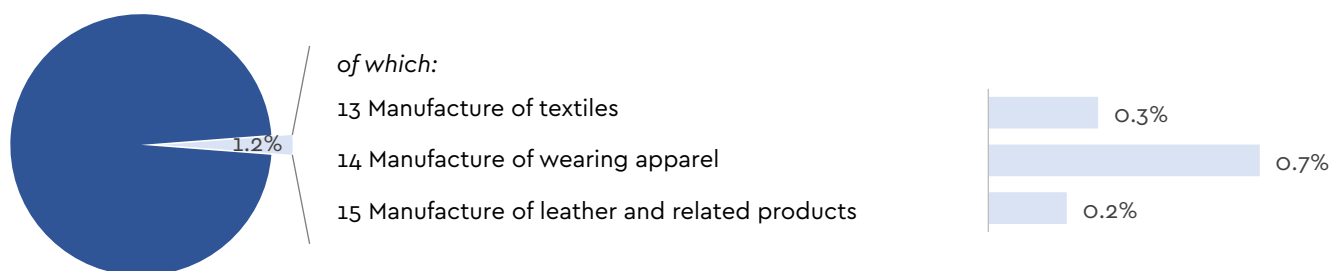 of which:
13 Manufacture of textiles
0.3%
1.2%
14 Manufacture of wearing apparel
0.7%
15 Manufacture of leather and related products
0.2%